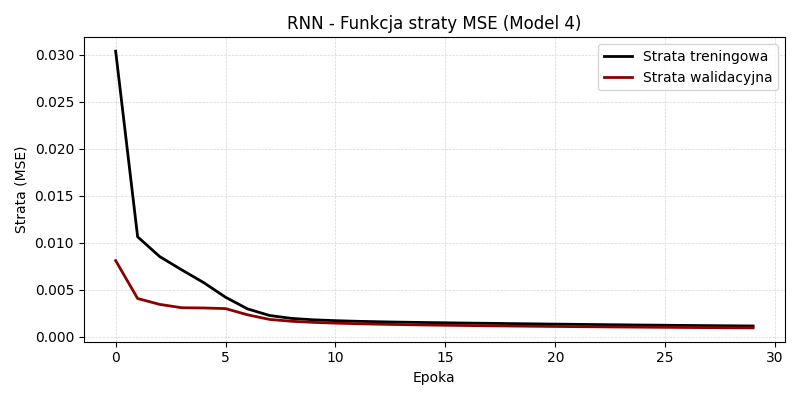 RNN - Funkcja straty MSE (Model 4)
Strata treningowa
Strata walidacyjna
Strata (MSE)
0.030
0.025
0.020
0.015
0.010
0.005
0.000
0 5 10 15 20 25 30
Epoka